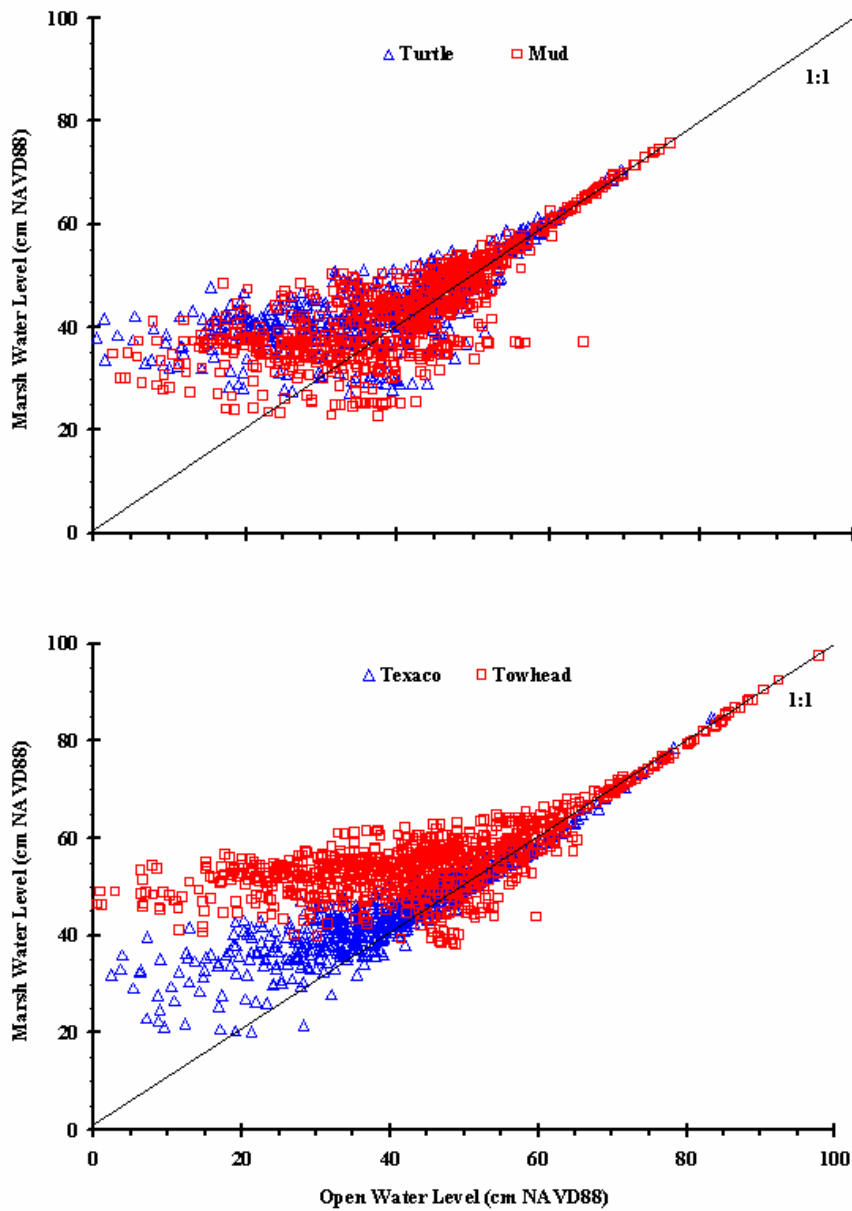 100
80
60
40
20
0
Marsh Water Level (cm NAVD88)
Turtle Mud
1:1
100
80
60
40
20
0
Marsh Water Level (cm NAVD88)
Texaco Towhead
1:1
0 20 40 60 80 100
Open Water Level (cm NAVD88)